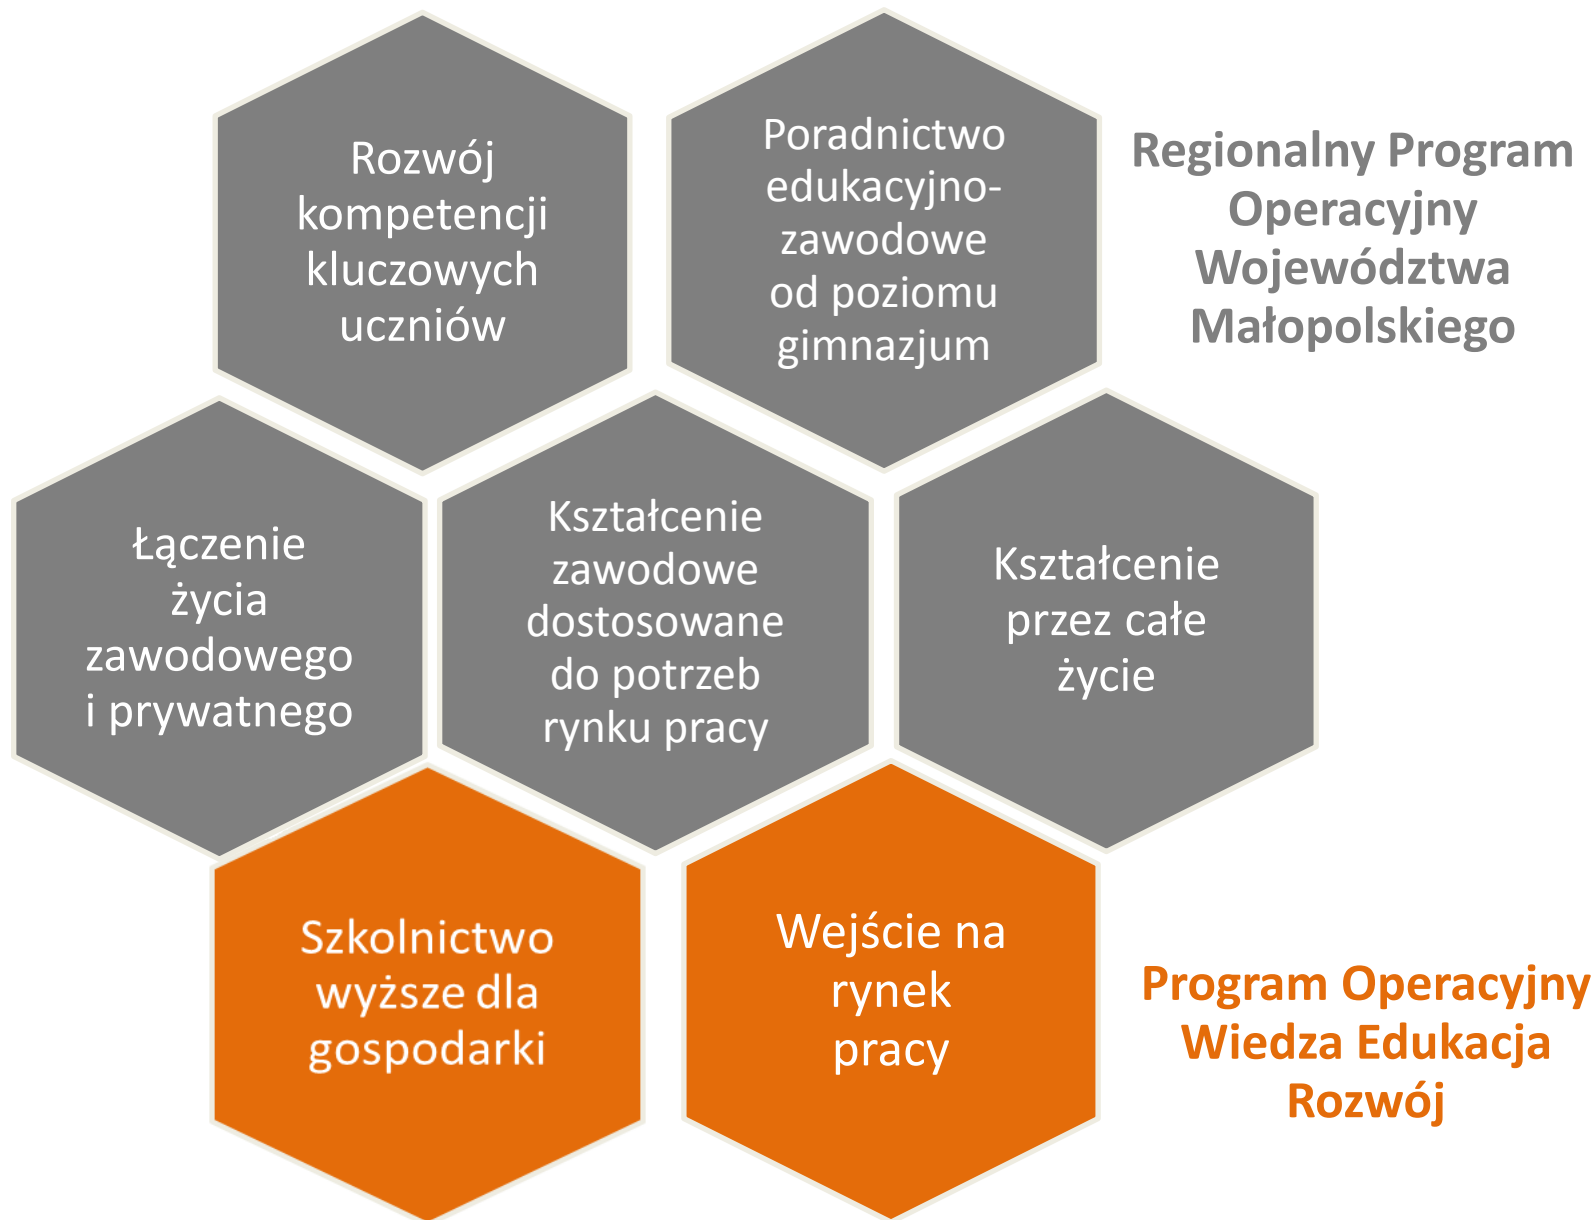 Rozwój
kompetencji
kluczowych
uczniów
Poradnictwo
edukacyjno-
zawodowe
od poziomu
gimnazjum
Regionalny Program
Operacyjny
Województwa
Małopolskiego
Łączenie
życia
zawodowego
i prywatnego
Kształcenie
zawodowe
dostosowane
do potrzeb
rynku pracy
Kształcenie
przez całe
życie
Szkolnictwo
wyższe dla
gospodarki
Wejście na
rynek
pracy
Program Operacyjny
Wiedza Edukacja
Rozwój